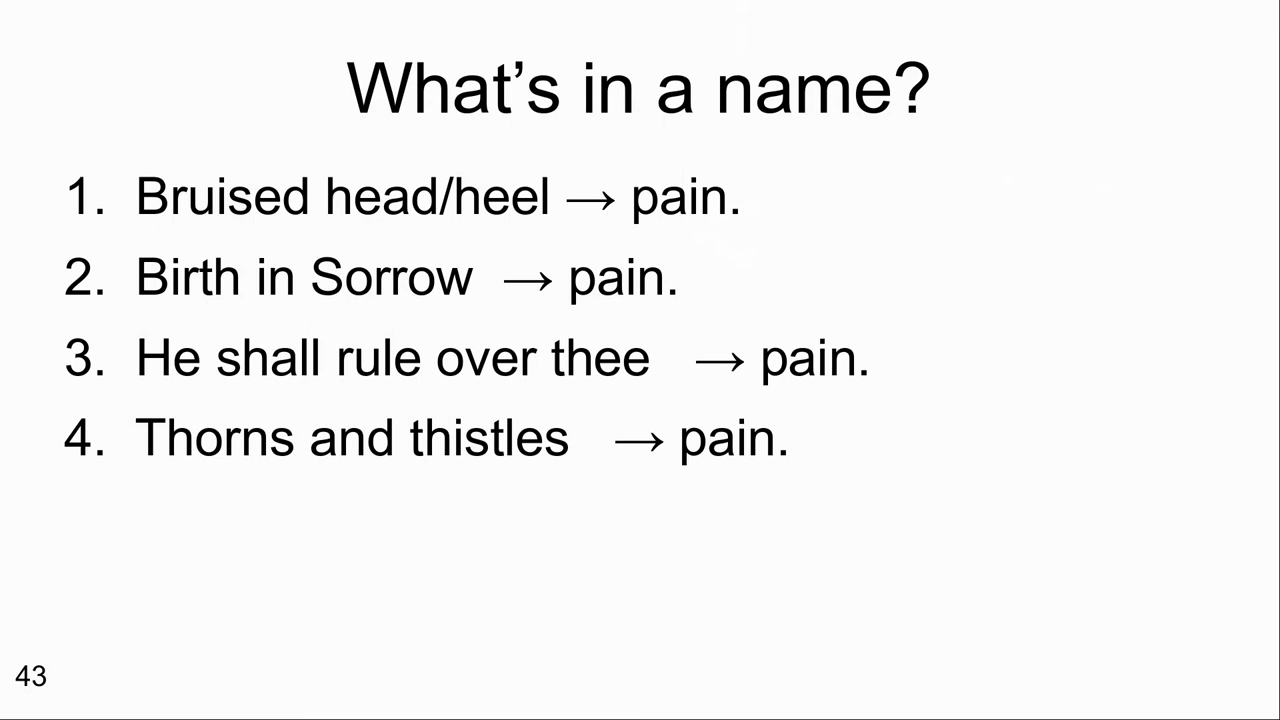 What’s in a name?
1. Bruised head/heel → pain.
2. Birth in Sorrow → pain.
3. He shall rule over thee → pain.
4. Thorns and thistles → pain.
43